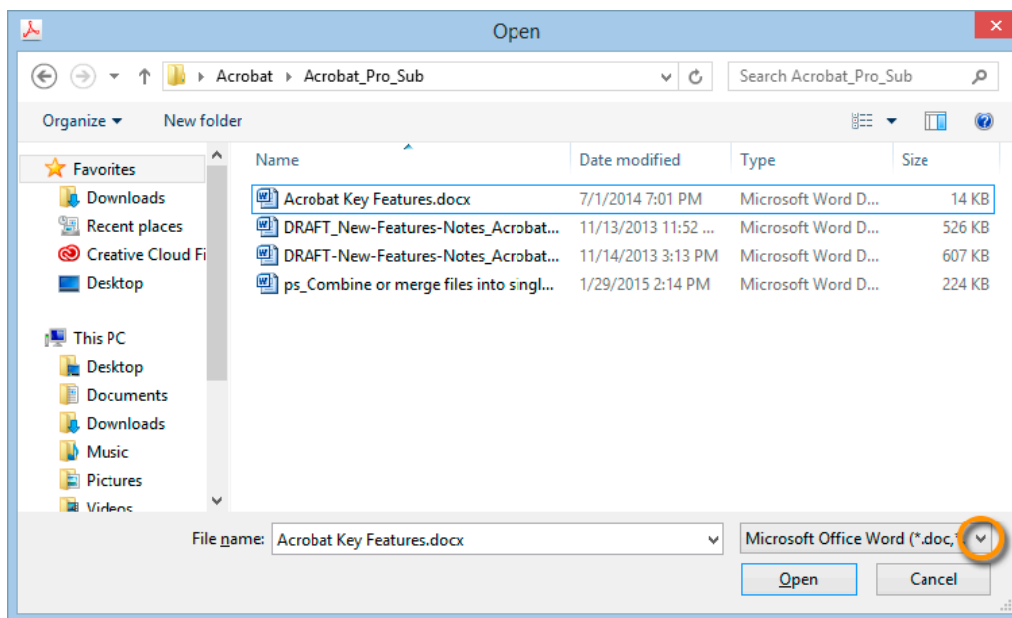 Open
Acrobat Acrobat_Pro_Sub Search Acrobat_Pro_Sub
Organize New folder
Name Date modified Type Size
Favorites
Downloads
Recent places
Creative Cloud Fi
Desktop
This PC
Desktop
Documents
Downloads
Music
Pictures
Videos
Acrobat Key Features.docx 7/1/2014 7:01 PM Microsoft Word D... 14 KB
DRAFT_New-Features-Notes_Acrobat... 11/13/2013 11:52 ... Microsoft Word D... 526 KB
DRAFT-New-Features-Notes_Acrobat... 11/14/2013 3:13 PM Microsoft Word D... 607 KB
ps_Combine or merge files into singl... 1/29/2015 2:14 PM Microsoft Word D... 224 KB
File name: Acrobat Key Features.docx Microsoft Office Word (*.doc,*
Open Cancel